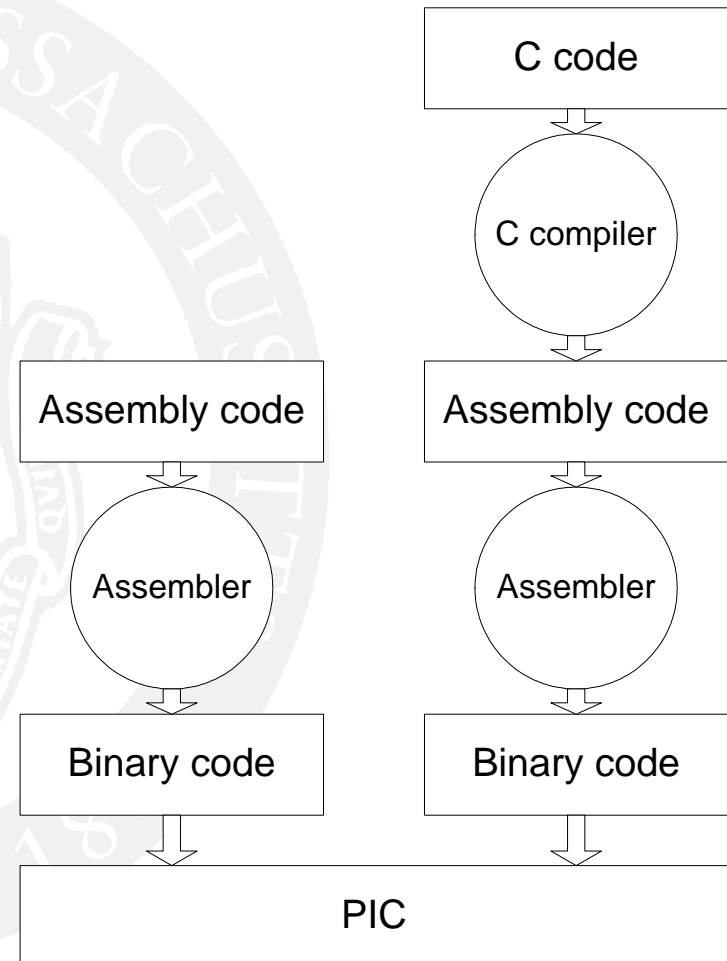 C code
C compiler
Assembly code
Assembly code
Assembler
Assembler
Binary code
Binary code
PIC